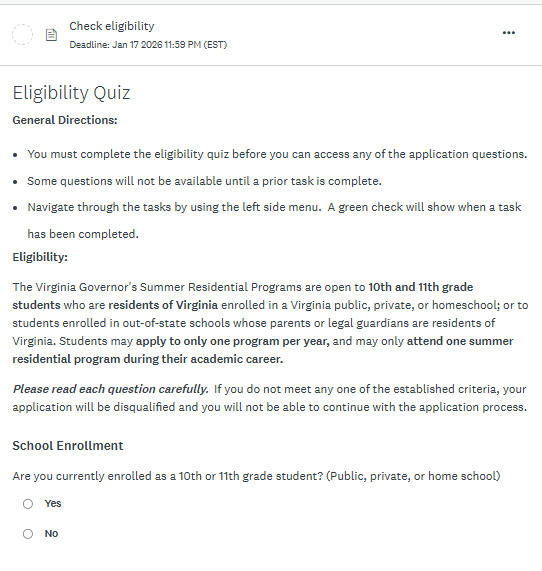 Check eligibility
Deadline: Jan 17 2026 11:59 PM (EST)
Eligibility Quiz
General Directions:
You must complete the eligibility quiz before you can access any of the application questions.
Some questions will not be available until a prior task is complete.
Navigate through the tasks by using the left side menu.  A green check will show when a task
has been completed.
Eligibility:
The Virginia Governor's Summer Residential Programs are open to 10th and 11th grade
students who are residents of Virginia enrolled in a Virginia public, private, or homeschool; or to
students enrolled in out-of-state schools whose parents or legal guardians are residents of
Virginia. Students may apply to only one program per year, and may only attend one summer
residential program during their academic career.
Please read each question carefully.  If you do not meet any one of the established criteria, your
application will be disqualified and you will not be able to continue with the application process.
School Enrollment
Are you currently enrolled as a 10th or 11th grade student? (Public, private, or home school)
Yes
No